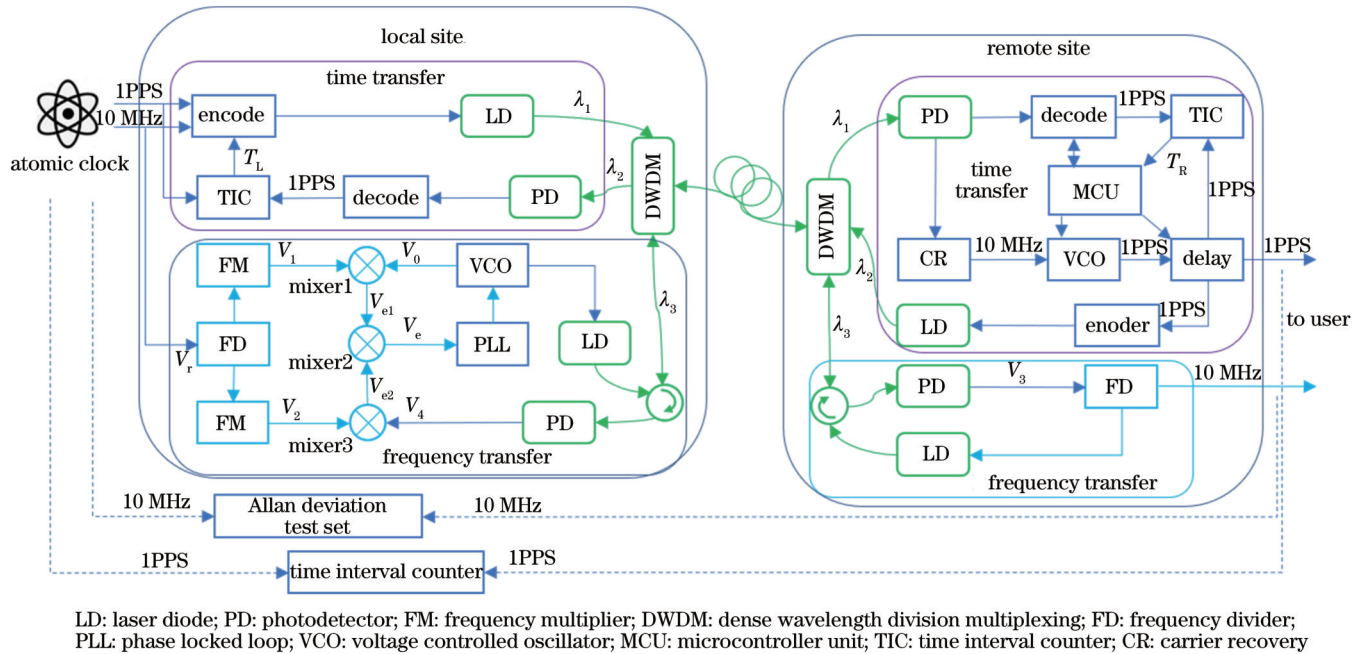 local site
time transfer
1PPS
10 MHz
atomic clock
encode
LD
λ1
TL
TIC
1PPS
decode
PD
λ2
DWDM
FM
V1
mixer1
V0
VCO
Ve1
λ3
Vr
FD
mixer2
Ve
PLL
LD
Ve2
FM
V2
mixer3
V4
PD
frequency transfer
remote site
λ1
PD
decode
1PPS
TIC
time
transfer
MCU
TR
1PPS
DWDM
CR
10 MHz
VCO
1PPS
delay
1PPS
λ2
LD
enoder
1PPS
to user
λ3
PD
V3
FD
10 MHz
LD
frequency transfer
10 MHz
Allan deviation
test set
10 MHz
1PPS
time interval counter
1PPS
LD: laser diode; PD: photodetector; FM: frequency multiplier; DWDM: dense wavelength division multiplexing; FD: frequency divider;
PLL: phase locked loop; VCO: voltage controlled oscillator; MCU: microcontroller unit; TIC: time interval counter; CR: carrier recovery